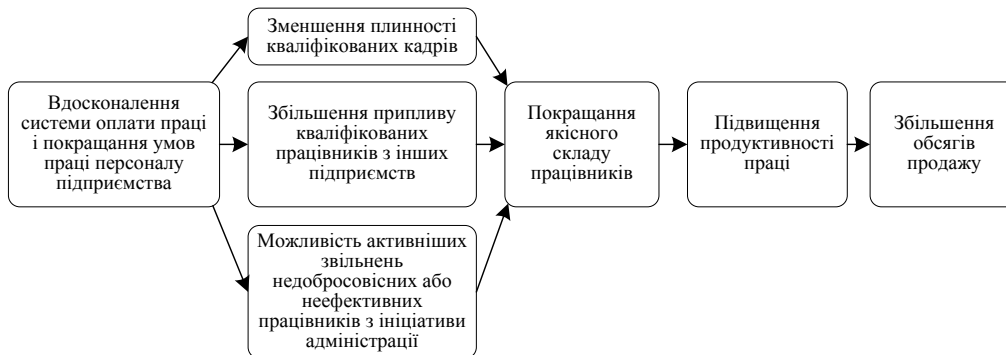 Зменшення плинності
кваліфікованих кадрів
Вдосконалення
системи оплати праці
і покращання умов
праці персоналу
підприємства
Збільшення припливу
кваліфікованих
працівників з інших
підприємств
Можливість активніших
звільнень
недобросовісних або
неефективних
працівників з ініціативи
адміністрації
Покращання
якісного
складу
працівників
Підвищення
продуктивності
праці
Збільшення
обсягів
продажу